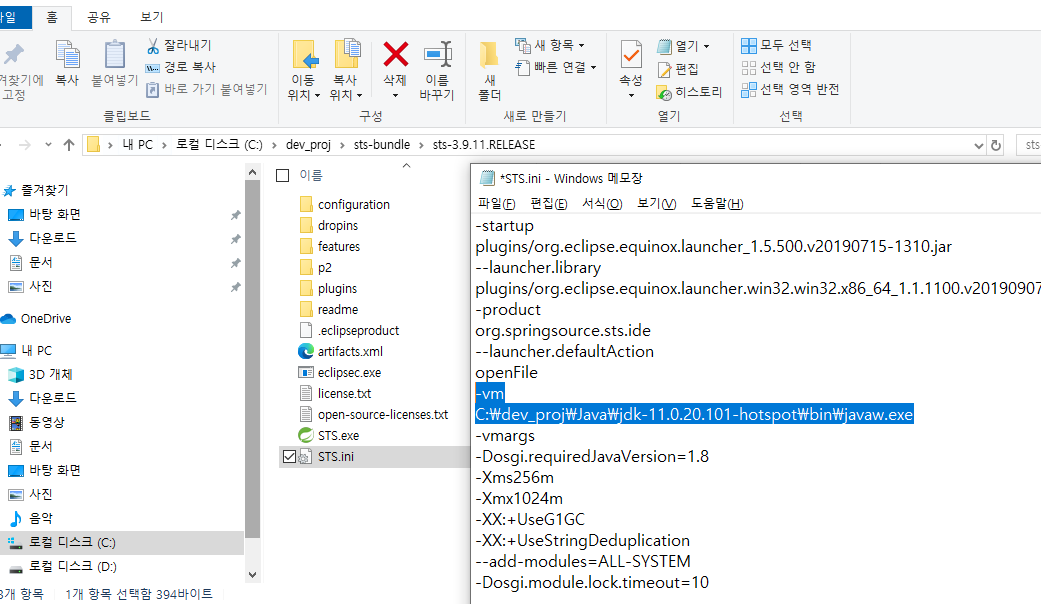 일
홈
공유
보기
잘라내기
경로 복사
바로 가기 붙여넣기
복사
붙여넣기
고정
클립보드
이동 위치
복사 위치
삭제
이름 바꾸기
구성
새 폴더
새 항목
빠른 연결
새로 만들기
속성
열기
편집
히스토리
열기
모두 선택
선택 안 함
선택 영역 반전
선택
내 PC > 로컬 디스크 (C:) > dev_proj > sts-bundle > sts-3.9.11.RELEASE
sts
즐겨찾기
바탕 화면
다운로드
문서
사진
OneDrive
내 PC
3D 개체
다운로드
동영상
문서
바탕 화면
사진
음악
로컬 디스크 (C:)
로컬 디스크 (D:)
이름
configuration
dropins
features
p2
plugins
readme
.eclipseproduct
artifacts.xml
eclipsec.exe
license.txt
open-source-licenses.txt
STS.exe
STS.ini
*STS.ini - Windows 메모장
파일(F) 편집(E) 서식(O) 보기(V) 도움말(H)
-startup
plugins/org.eclipse.equinox.launcher_1.5.500.v20190715-1310.jar
--launcher.library
plugins/org.eclipse.equinox.launcher.win32.win32.x86_64_1.1.1100.v20190907
-product
org.springsource.sts.ide
--launcher.defaultAction
openFile
-vm
C:₩dev_proj₩Java₩jdk-11.0.20.101-hotspot₩bin₩javaw.exe
-vmargs
-Dosgi.requiredJavaVersion=1.8
-Xms256m
-Xmx1024m
-XX:+UseG1GC
-XX:+UseStringDeduplication
--add-modules=ALL-SYSTEM
-Dosgi.module.lock.timeout=10
항목 1개 항목 선택함 394바이트